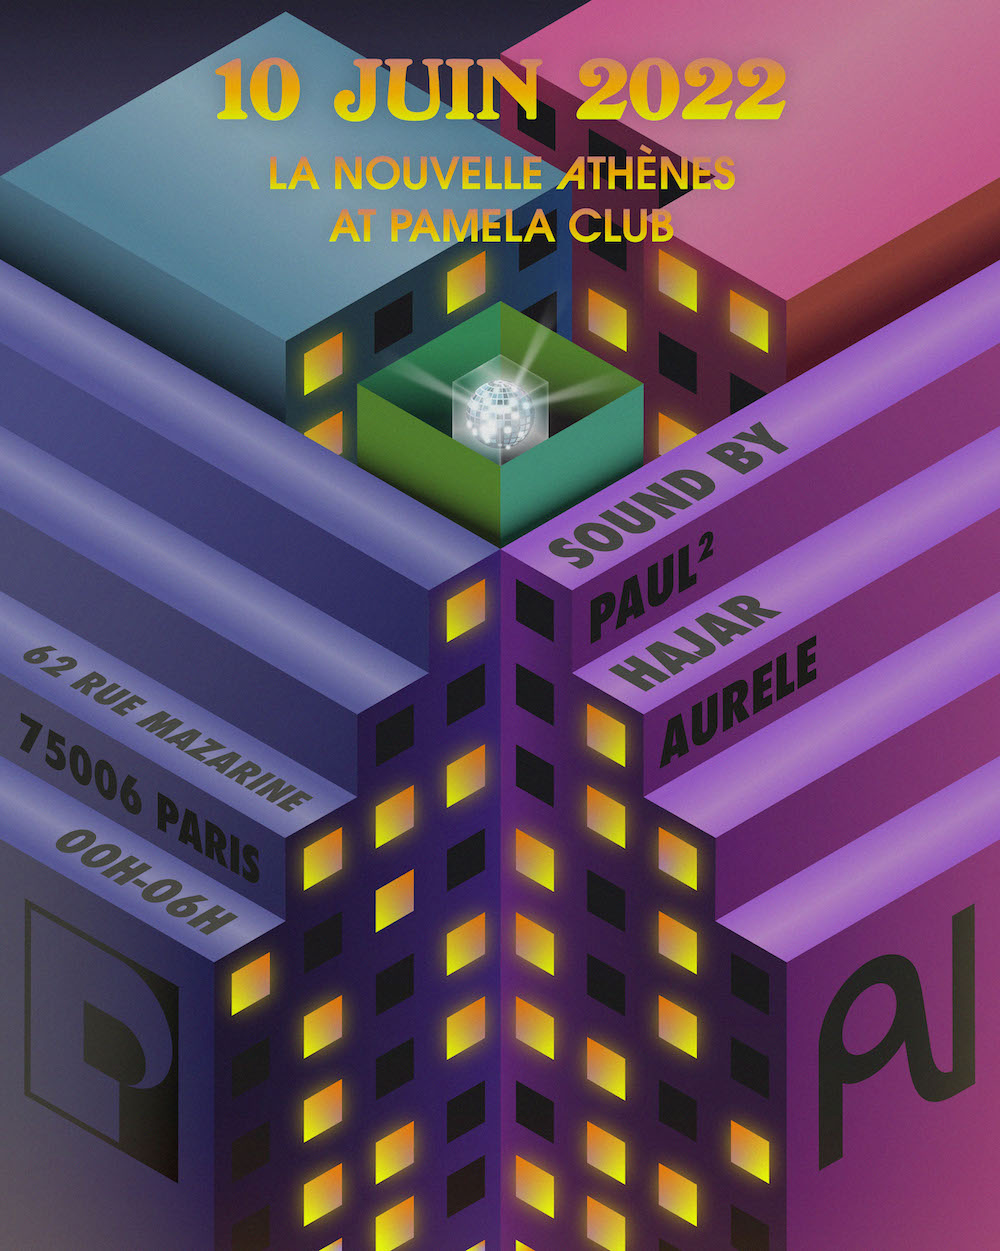 10 JUIN 2022
LA NOUVELLE ATHÈNES
AT PAMELA CLUB
SOUND BY
PAUL²
HAJAR
AURELE
62 RUE MAZARINE
75006 PARIS
00H-06H
P